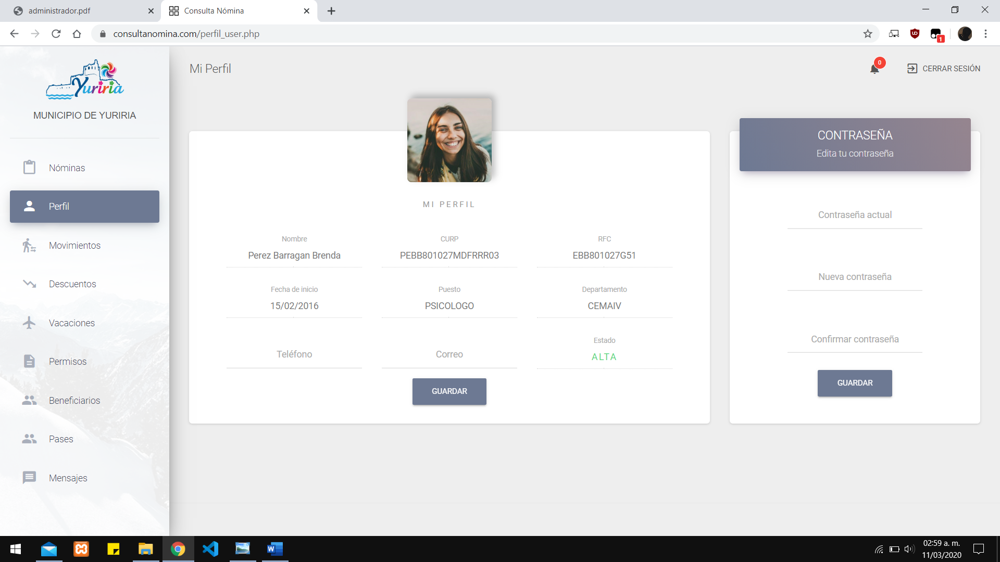 administrador.pdf
Consulta Nómina
consultanomina.com/perfil_user.php
1
Yuriria
MUNICIPIO DE YURIRIA
Nóminas
Perfil
Movimientos
Descuentos
Vacaciones
Permisos
Beneficiarios
Pases
Mensajes
Mi Perfil
0
CERRAR SESIÓN
MI PERFIL
Nombre
Perez Barragan Brenda
CURP
PEBB801027MDFRRR03
RFC
EBB801027G51
Fecha de inicio
15/02/2016
Puesto
PSICOLOGO
Departamento
CEMAIV
Teléfono
Correo
Estado
ALTA
GUARDAR
CONTRASEÑA
Edita tu contraseña
Contraseña actual
Nueva contraseña
Confirmar contraseña
GUARDAR
02:59 a. m.
11/03/2020